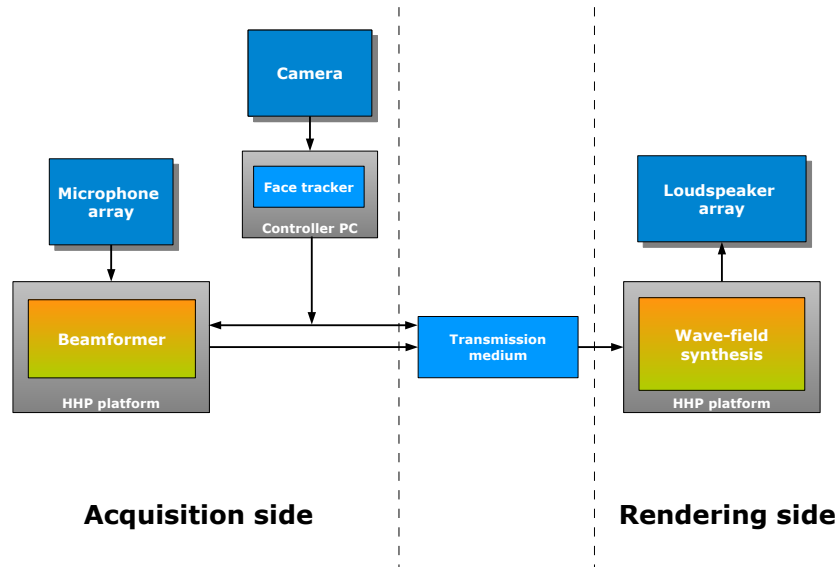 Camera
Face tracker
Controller PC
Microphone
array
Beamformer
HHP platform
Transmission
medium
Loudspeaker
array
Wave-field
synthesis
HHP platform
Acquisition side
Rendering side